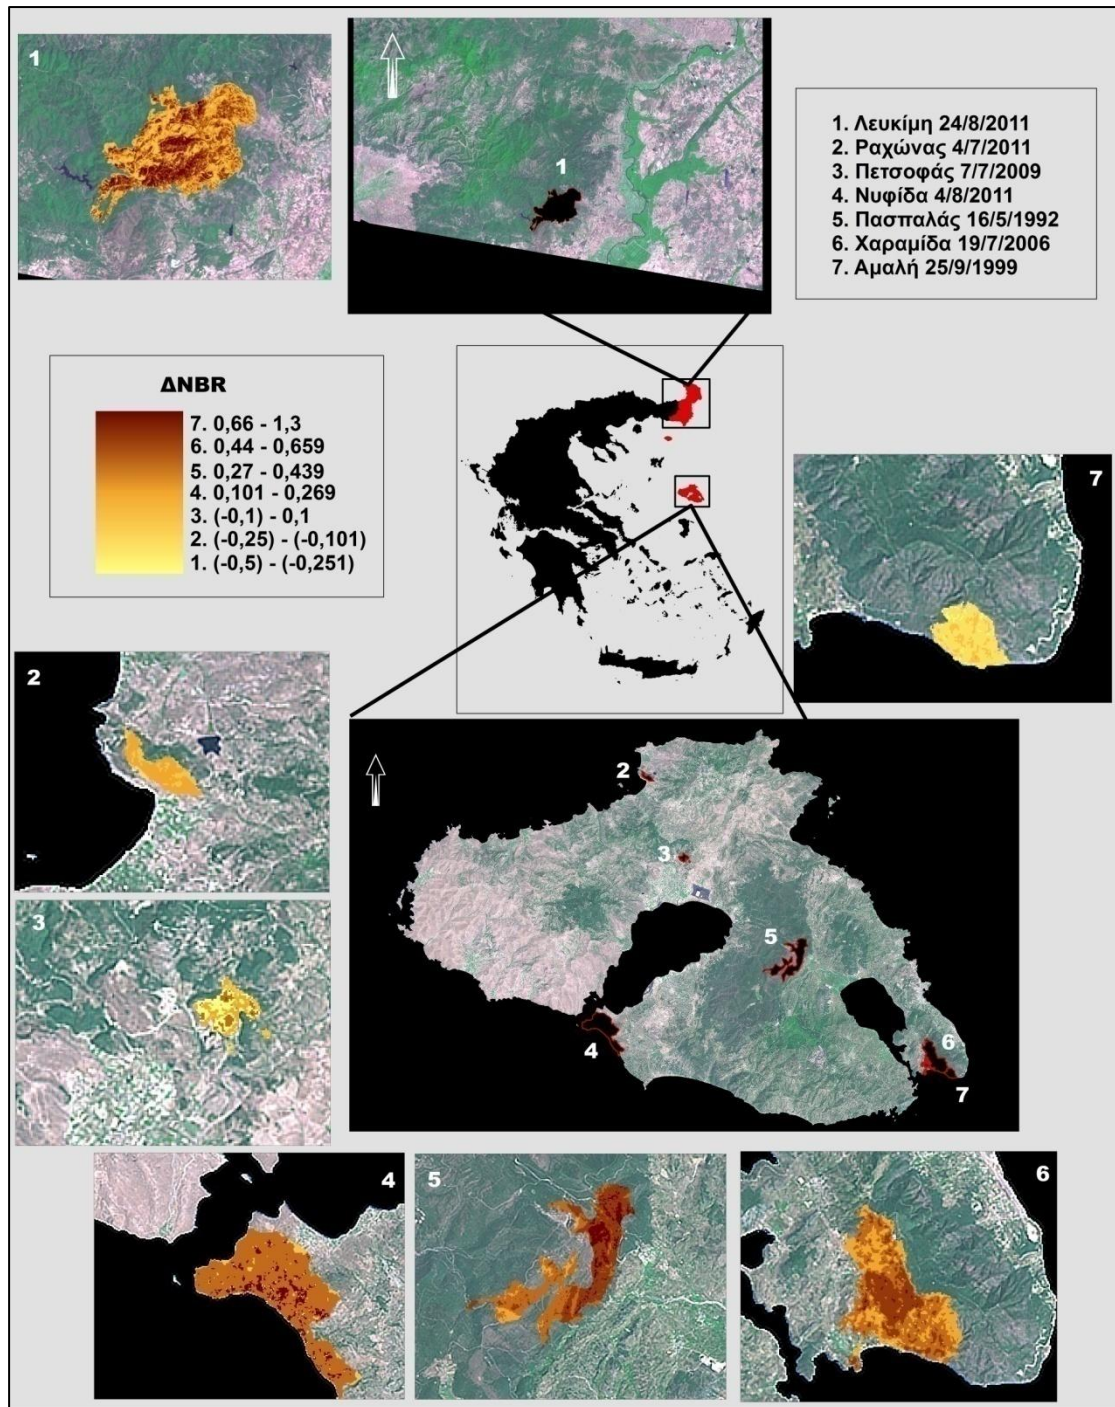 1
1
1. Λευκίμη 24/8/2011
2. Ραχώνας 4/7/2011
3. Πετσοφάς 7/7/2009
4. Νυφίδα 4/8/2011
5. Πασπαλάς 16/5/1992
6. Χαραμίδα 19/7/2006
7. Αμαλή 25/9/1999
ΔNBR
7. 0,66 - 1,3
6. 0,44 - 0,659
5. 0,27 - 0,439
4. 0,101 - 0,269
3. (-0,1) - 0,1
2. (-0,25) - (-0,101)
1. (-0,5) - (-0,251)
7
2
2
3
5
4
6
7
3
4
5
6